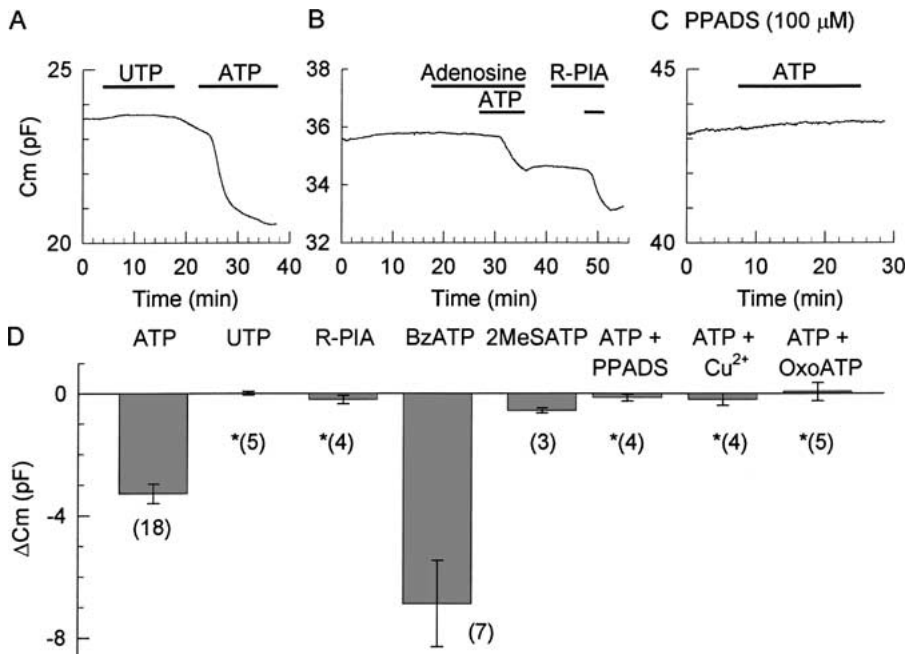 A
B
C PPADS (100 μM)
25
20
Cm (pF)
UTP ATP
0 10 20 30 40
Time (min)
38
36
34
32
Adenosine R-PIA
ATP
0 10 20 30 40 50
Time (min)
45
40
ATP
0 10 20 30
Time (min)
D
ATP UTP R-PIA BzATP 2MeSATP ATP + PPADS ATP + Cu²⁺ ATP + OxoATP
0
-4
-8
ΔCm (pF)
(18) *(5) *(4) (7) (3) *(4) *(4) *(5)